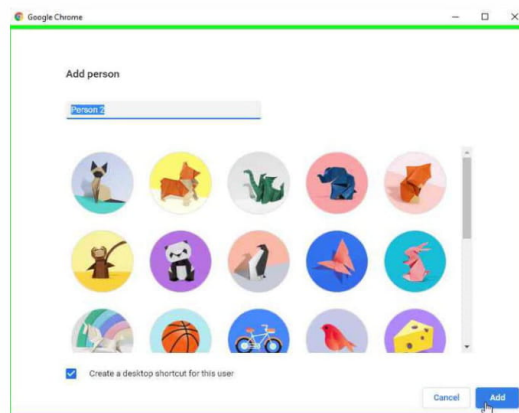 Google Chrome
Add person
Person 2
Create a desktop shortcut for this user
Cancel
Add